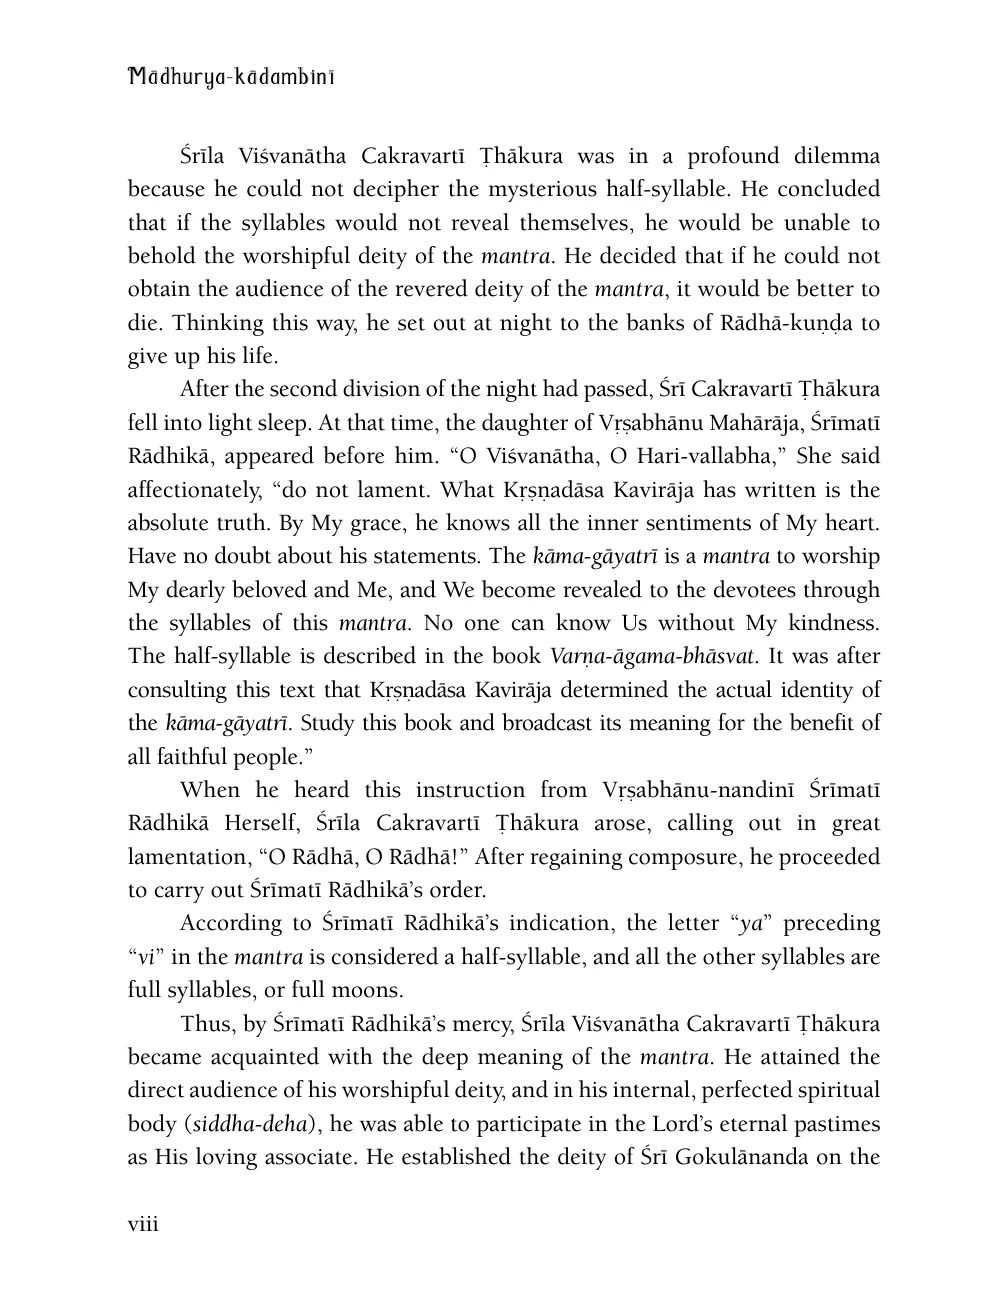 Mādhurya-kādambinī
Śrīla Viśvanātha Cakravartī Ṭhākura was in a profound dilemma
because he could not decipher the mysterious half-syllable. He concluded
that if the syllables would not reveal themselves, he would be unable to
behold the worshipful deity of the mantra. He decided that if he could not
obtain the audience of the revered deity of the mantra, it would be better to
die. Thinking this way, he set out at night to the banks of Rādhā-kuṇḍa to
give up his life.
After the second division of the night had passed, Śrī Cakravartī Ṭhākura
fell into light sleep. At that time, the daughter of Vṛṣabhānu Mahārāja, Śrīmatī
Rādhikā, appeared before him. “O Viśvanātha, O Hari-vallabha,” She said
affectionately, “do not lament. What Kṛṣṇadāsa Kavirāja has written is the
absolute truth. By My grace, he knows all the inner sentiments of My heart.
Have no doubt about his statements. The kāma-gāyatrī is a mantra to worship
My dearly beloved and Me, and We become revealed to the devotees through
the syllables of this mantra. No one can know Us without My kindness.
The half-syllable is described in the book Varṇa-āgama-bhāsvat. It was after
consulting this text that Kṛṣṇadāsa Kavirāja determined the actual identity of
the kāma-gāyatrī. Study this book and broadcast its meaning for the benefit of
all faithful people.”
When he heard this instruction from Vṛṣabhānu-nandinī Śrīmatī
Rādhikā Herself, Śrīla Cakravartī Ṭhākura arose, calling out in great
lamentation, “O Rādhā, O Rādhā!” After regaining composure, he proceeded
to carry out Śrīmatī Rādhikā’s order.
According to Śrīmatī Rādhikā’s indication, the letter “ya” preceding
“vi” in the mantra is considered a half-syllable, and all the other syllables are
full syllables, or full moons.
Thus, by Śrīmatī Rādhikā’s mercy, Śrīla Viśvanātha Cakravartī Ṭhākura
became acquainted with the deep meaning of the mantra. He attained the
direct audience of his worshipful deity, and in his internal, perfected spiritual
body (siddha-deha), he was able to participate in the Lord’s eternal pastimes
as His loving associate. He established the deity of Śrī Gokulānanda on the
viii